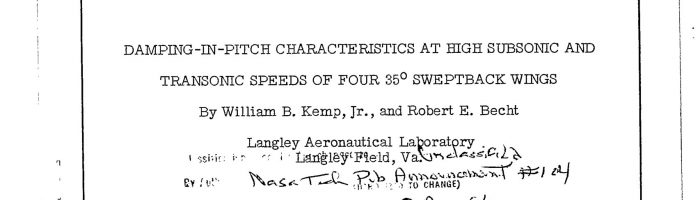 DAMPING-IN-PITCH CHARACTERISTICS AT HIGH SUBSONIC AND
TRANSONIC SPEEDS OF FOUR 35° SWEPTBACK WINGS
By William B. Kemp, Jr., and Robert E. Becht
Langley Aeronautical Laboratory
Langley Field, Va. Unclassified
Nasa Tech Pub Announcement #124
TO CHANGE)